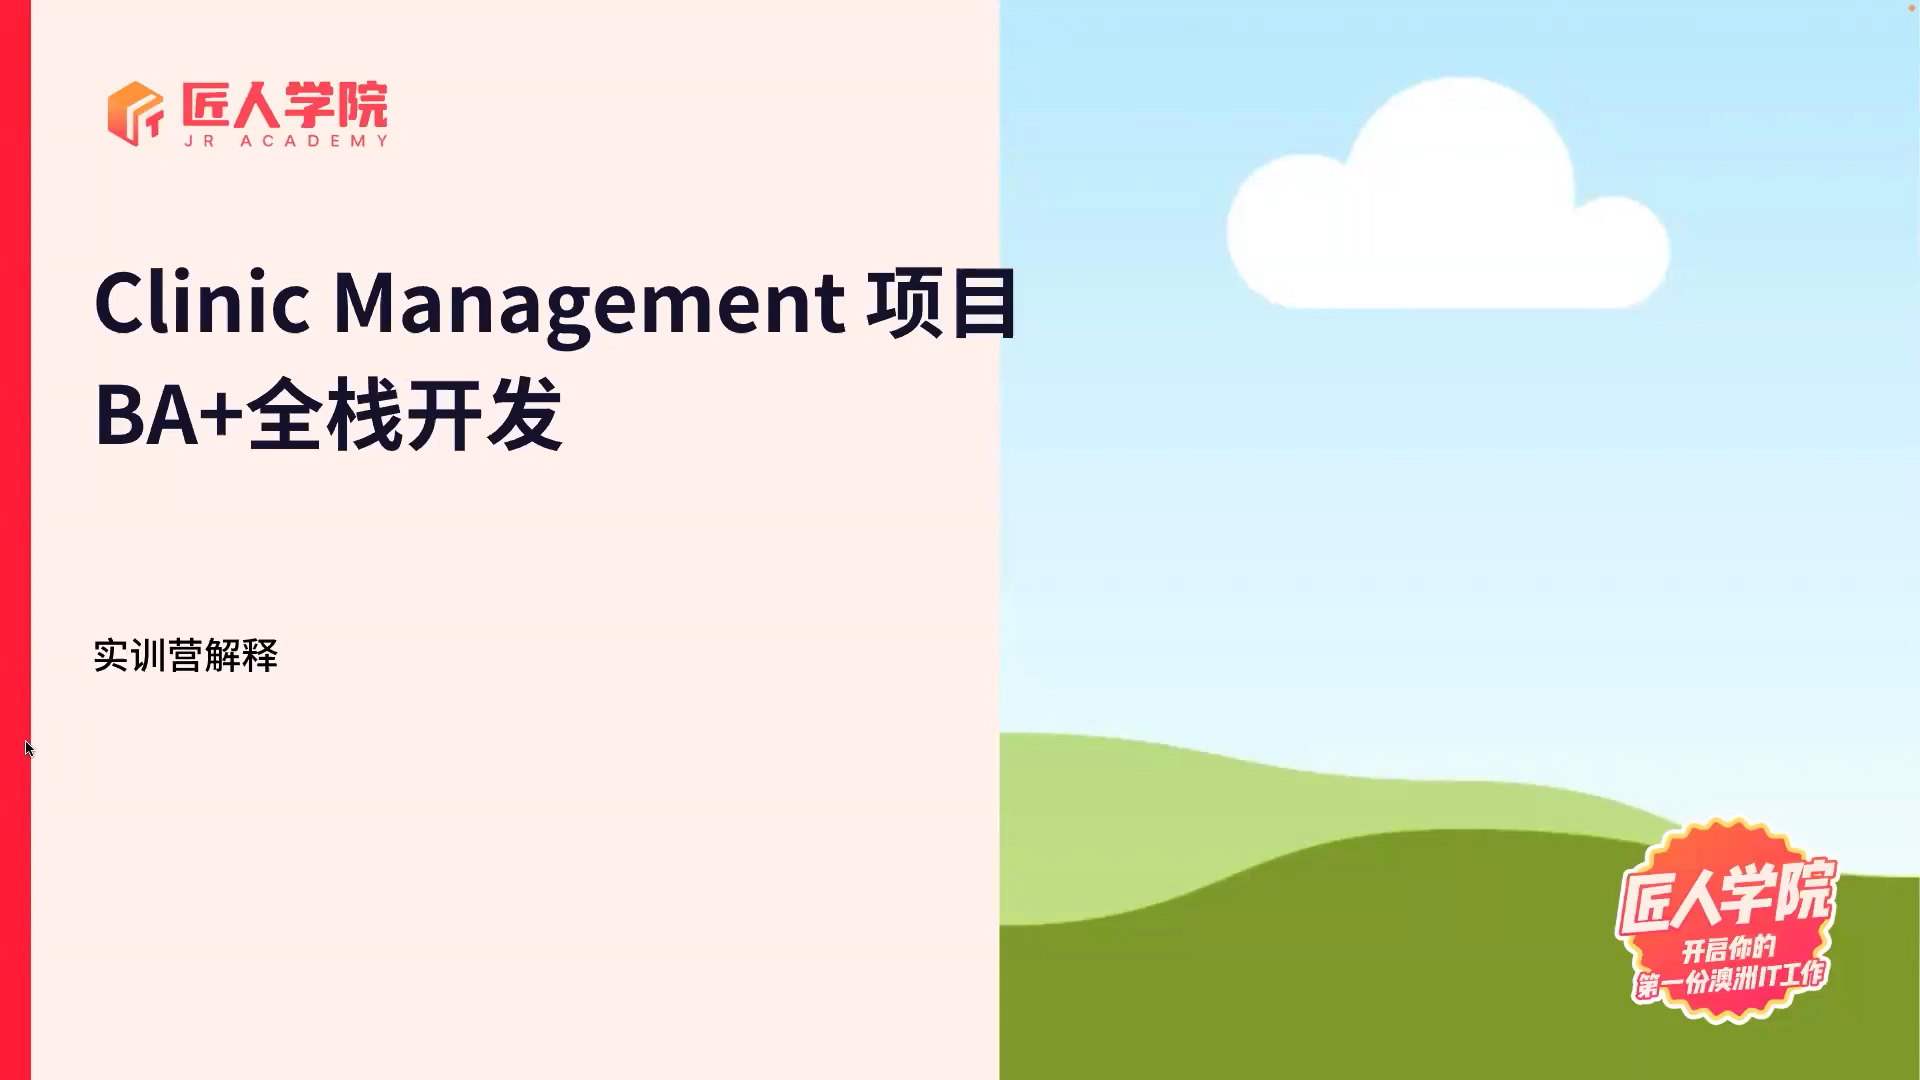 匠人学院
JR ACADEMY
Clinic Management 项目
BA+全栈开发
实训营解释
匠人学院
开启你的
第一份澳洲IT工作